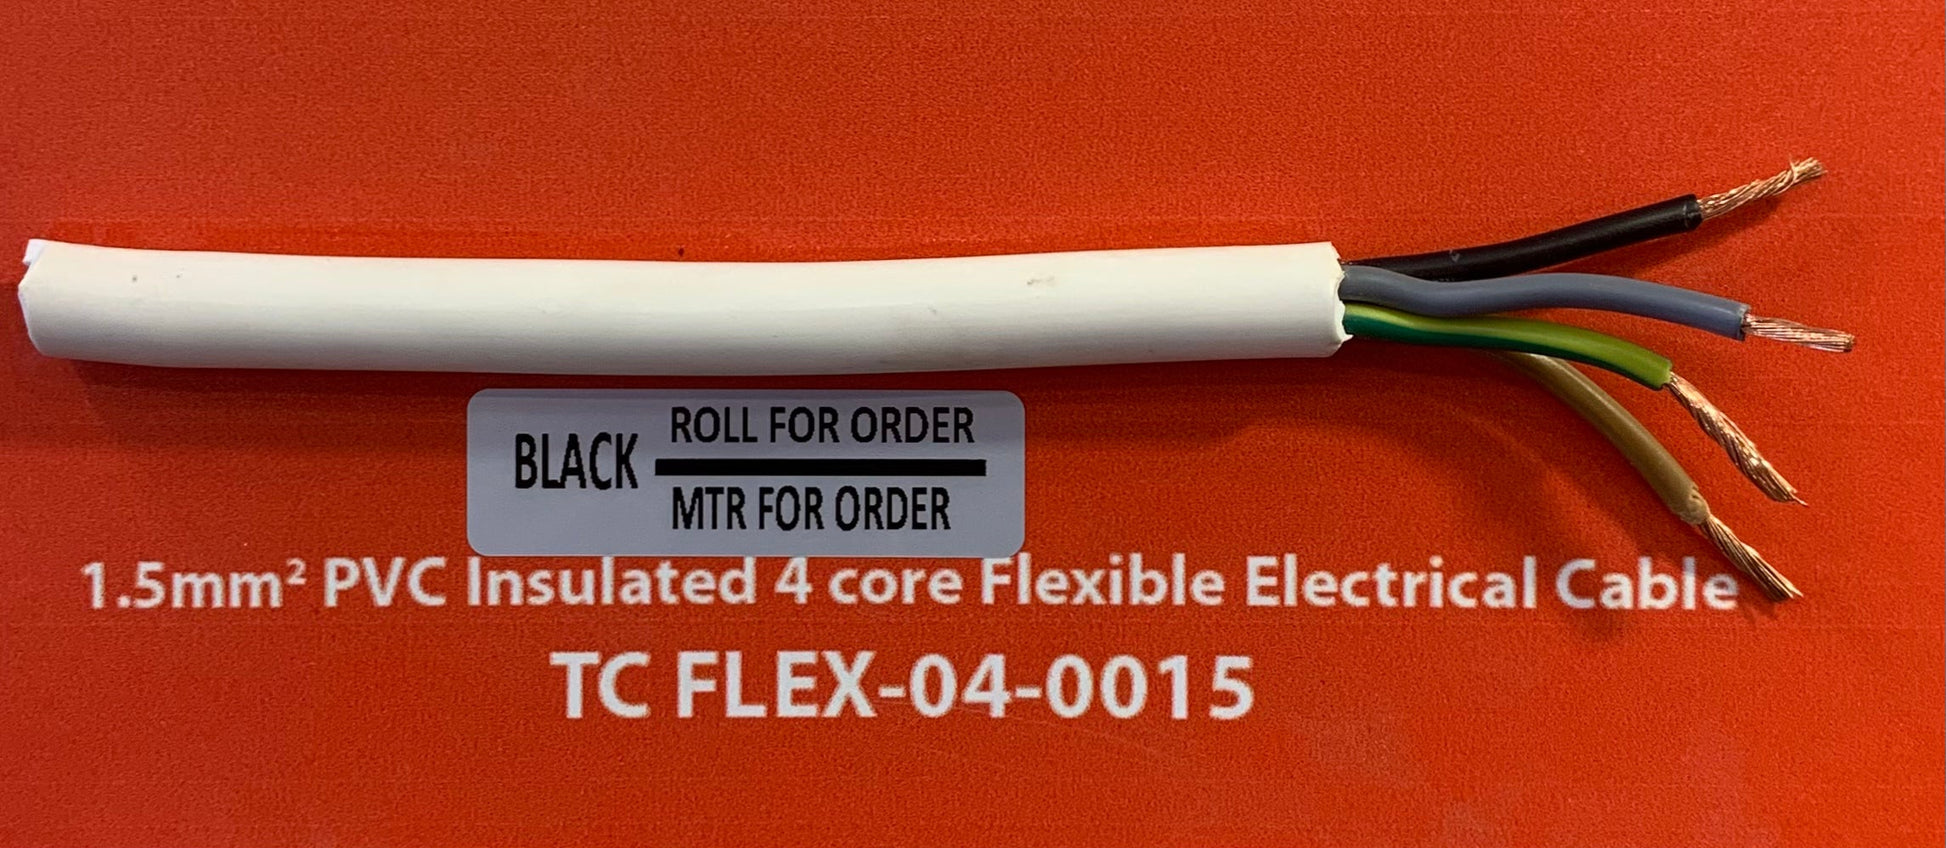 BLACK
ROLL FOR ORDER
MTR FOR ORDER
1.5mm² PVC Insulated 4 core Flexible Electrical Cable
TC FLEX-04-0015